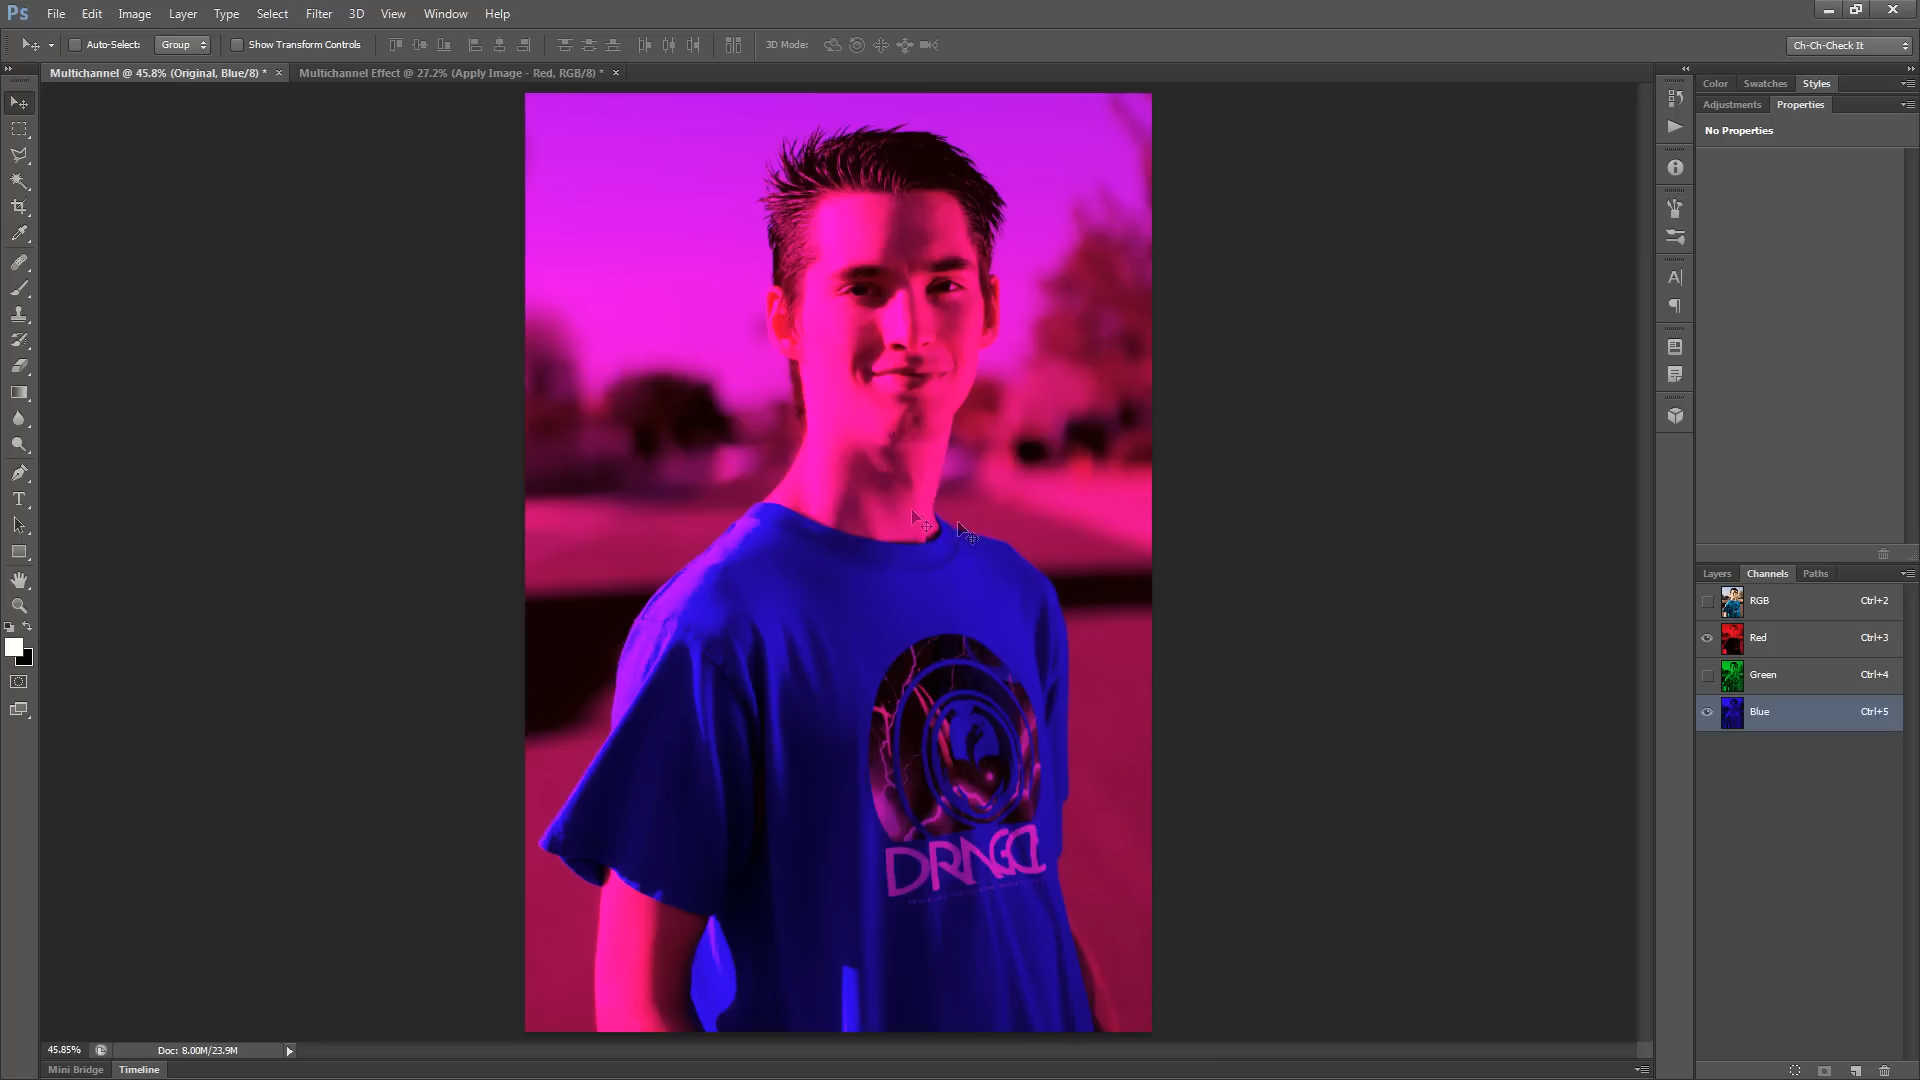 Ps File Edit Image Layer Type Select Filter 3D View Window Help
Auto-Select: Group Show Transform Controls 3D Mode: Ch-Ch-Check It
Multichannel @ 45.8% (Original, Blue/8) * × Multichannel Effect @ 27.2% (Apply Image - Red, RGB/8) * ×
Color Swatches Styles
Adjustments Properties
No Properties
Layers Channels Paths
RGB Ctrl+2
Red Ctrl+3
Green Ctrl+4
Blue Ctrl+5
DRAGO
45.85% Doc: 8.00M/23.9M
Mini Bridge Timeline